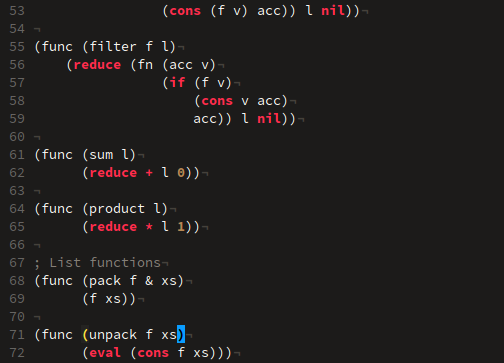 53                  (cons (f v) acc)) l nil))¬
54 ¬
55 (func (filter f l)¬
56     (reduce (fn (acc v)¬
57                 (if (f v)¬
58                     (cons v acc)¬
59                     acc)) l nil))¬
60 ¬
61 (func (sum l)¬
62       (reduce + l 0))¬
63 ¬
64 (func (product l)¬
65       (reduce * l 1))¬
66 ¬
67 ; List functions¬
68 (func (pack f & xs)¬
69       (f xs))¬
70 ¬
71 (func (unpack f xs)¬
72       (eval (cons f xs)))¬